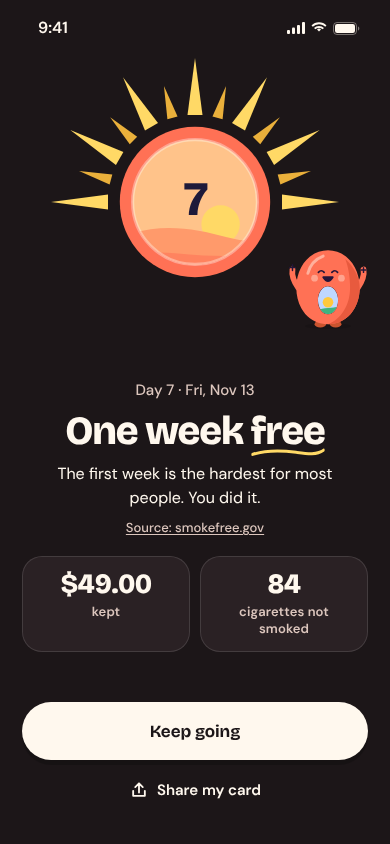 9:41
7
Day 7 · Fri, Nov 13
One week free
The first week is the hardest for most
people. You did it.
Source: smokefree.gov
$49.00
kept
84
cigarettes not
smoked
Keep going
Share my card